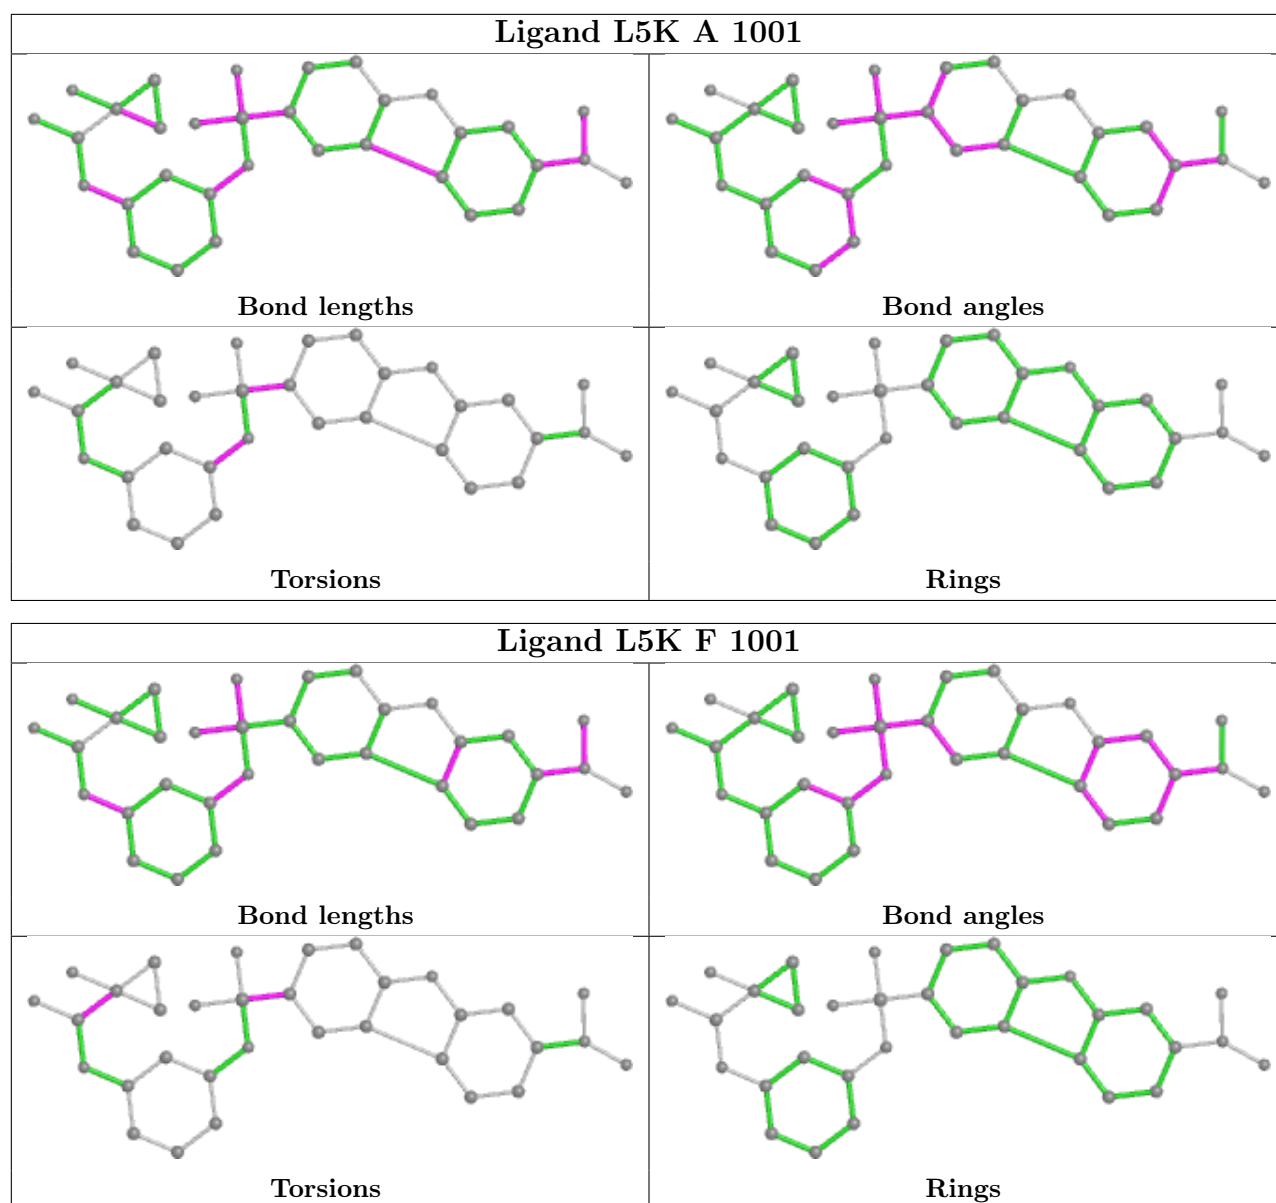 Ligand L5K A 1001
Bond lengths
Bond angles
Torsions
Rings
Ligand L5K F 1001
Bond lengths
Bond angles
Torsions
Rings